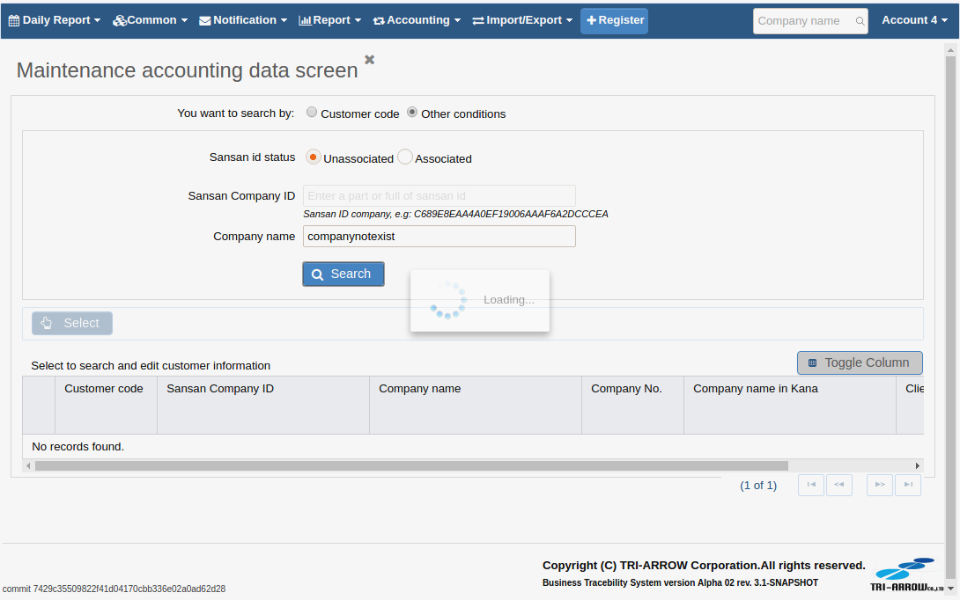 Daily Report Common Notification Report Accounting Import/Export Register Company name Account 4
Maintenance accounting data screen
You want to search by: Customer code Other conditions
Sansan id status Unassociated Associated
Sansan Company ID Enter a part or full of sansan id
Sansan ID company, e.g: C689E8EAA4A0EF19006AAAF6A2DCCCEA
Company name companynotexist
Search
Loading...
Select
Select to search and edit customer information Toggle Column
Customer code Sansan Company ID Company name Company No. Company name in Kana Clie
No records found.
(1 of 1)
Copyright (C) TRI-ARROW Corporation.All rights reserved.
Business Tracebility System version Alpha 02 rev. 3.1-SNAPSHOT
TRI-ARROW CO.,LTD
commit 7429c35509822f41d04170cbb336e02a0ad62d28